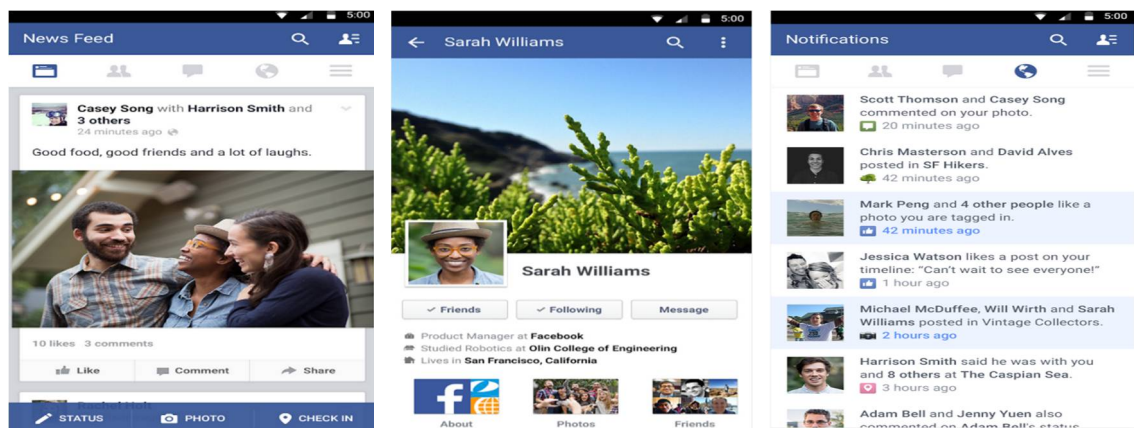 5:00
News Feed
Casey Song with Harrison Smith and
3 others
24 minutes ago
Good food, good friends and a lot of laughs.
10 likes 3 comments
Like Comment Share
Rachel Hols
STATUS PHOTO CHECK IN
5:00
Sarah Williams
Sarah Williams
Friends Following Message
Product Manager at Facebook
Studied Robotics at Olin College of Engineering
Lives in San Francisco, California
About Photos Friends
5:00
Notifications
Scott Thomson and Casey Song
commented on your photo.
20 minutes ago
Chris Masterson and David Alves
posted in SF Hikers.
42 minutes ago
Mark Peng and 4 other people like a
photo you are tagged in.
42 minutes ago
Jessica Watson likes a post on your
timeline: "Can't wait to see everyone!"
1 hour ago
Michael McDuffee, Will Wirth and Sarah
Williams posted in Vintage Collectors.
2 hours ago
Harrison Smith said he was with you
and 8 others at The Caspian Sea.
3 hours ago
Adam Bell and Jenny Yuen also
commented on Adam Bell's status.